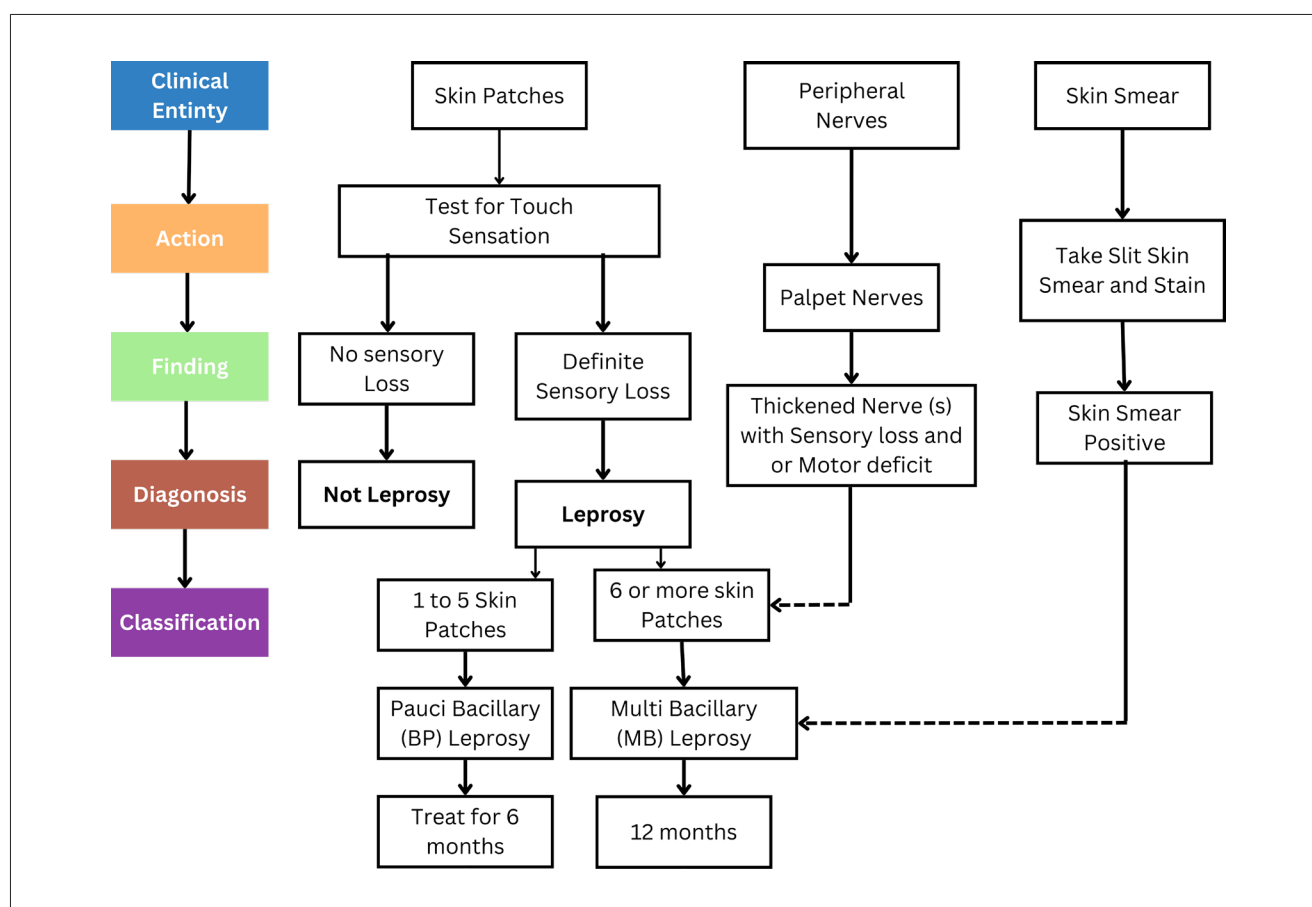 Clinical
Entinty
Action
Finding
Diagonosis
Classification
Skin Patches
Test for Touch
Sensation
No sensory
Loss
Not Leprosy
Definite
Sensory Loss
Leprosy
1 to 5 Skin
Patches
Pauci Bacillary
(BP) Leprosy
Treat for 6
months
6 or more skin
Patches
Multi Bacillary
(MB) Leprosy
12 months
Peripheral
Nerves
Palpet Nerves
Thickened Nerve (s)
with Sensory loss and
or Motor deficit
Skin Smear
Take Slit Skin
Smear and Stain
Skin Smear
Positive